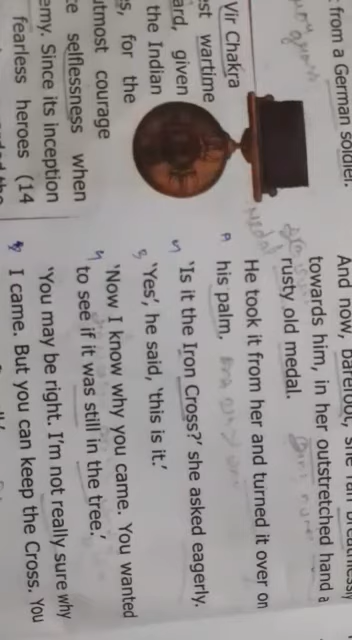 from a German soldier.
And now, barefoot, she ran breathlessly
towards him, in her outstretched hand a
rusty old medal.
He took it from her and turned it over on
his palm.
'Is it the Iron Cross?' she asked eagerly.
'Yes', he said, 'this is it.'
'Now I know why you came. You wanted
to see if it was still in the tree.'
'You may be right. I'm not really sure why
I came. But you can keep the Cross. You
Vir Chakra
est wartime
ard, given
the Indian
es, for the
utmost courage
ce selflessness when
emy. Since its inception
fearless heroes (14
Medal